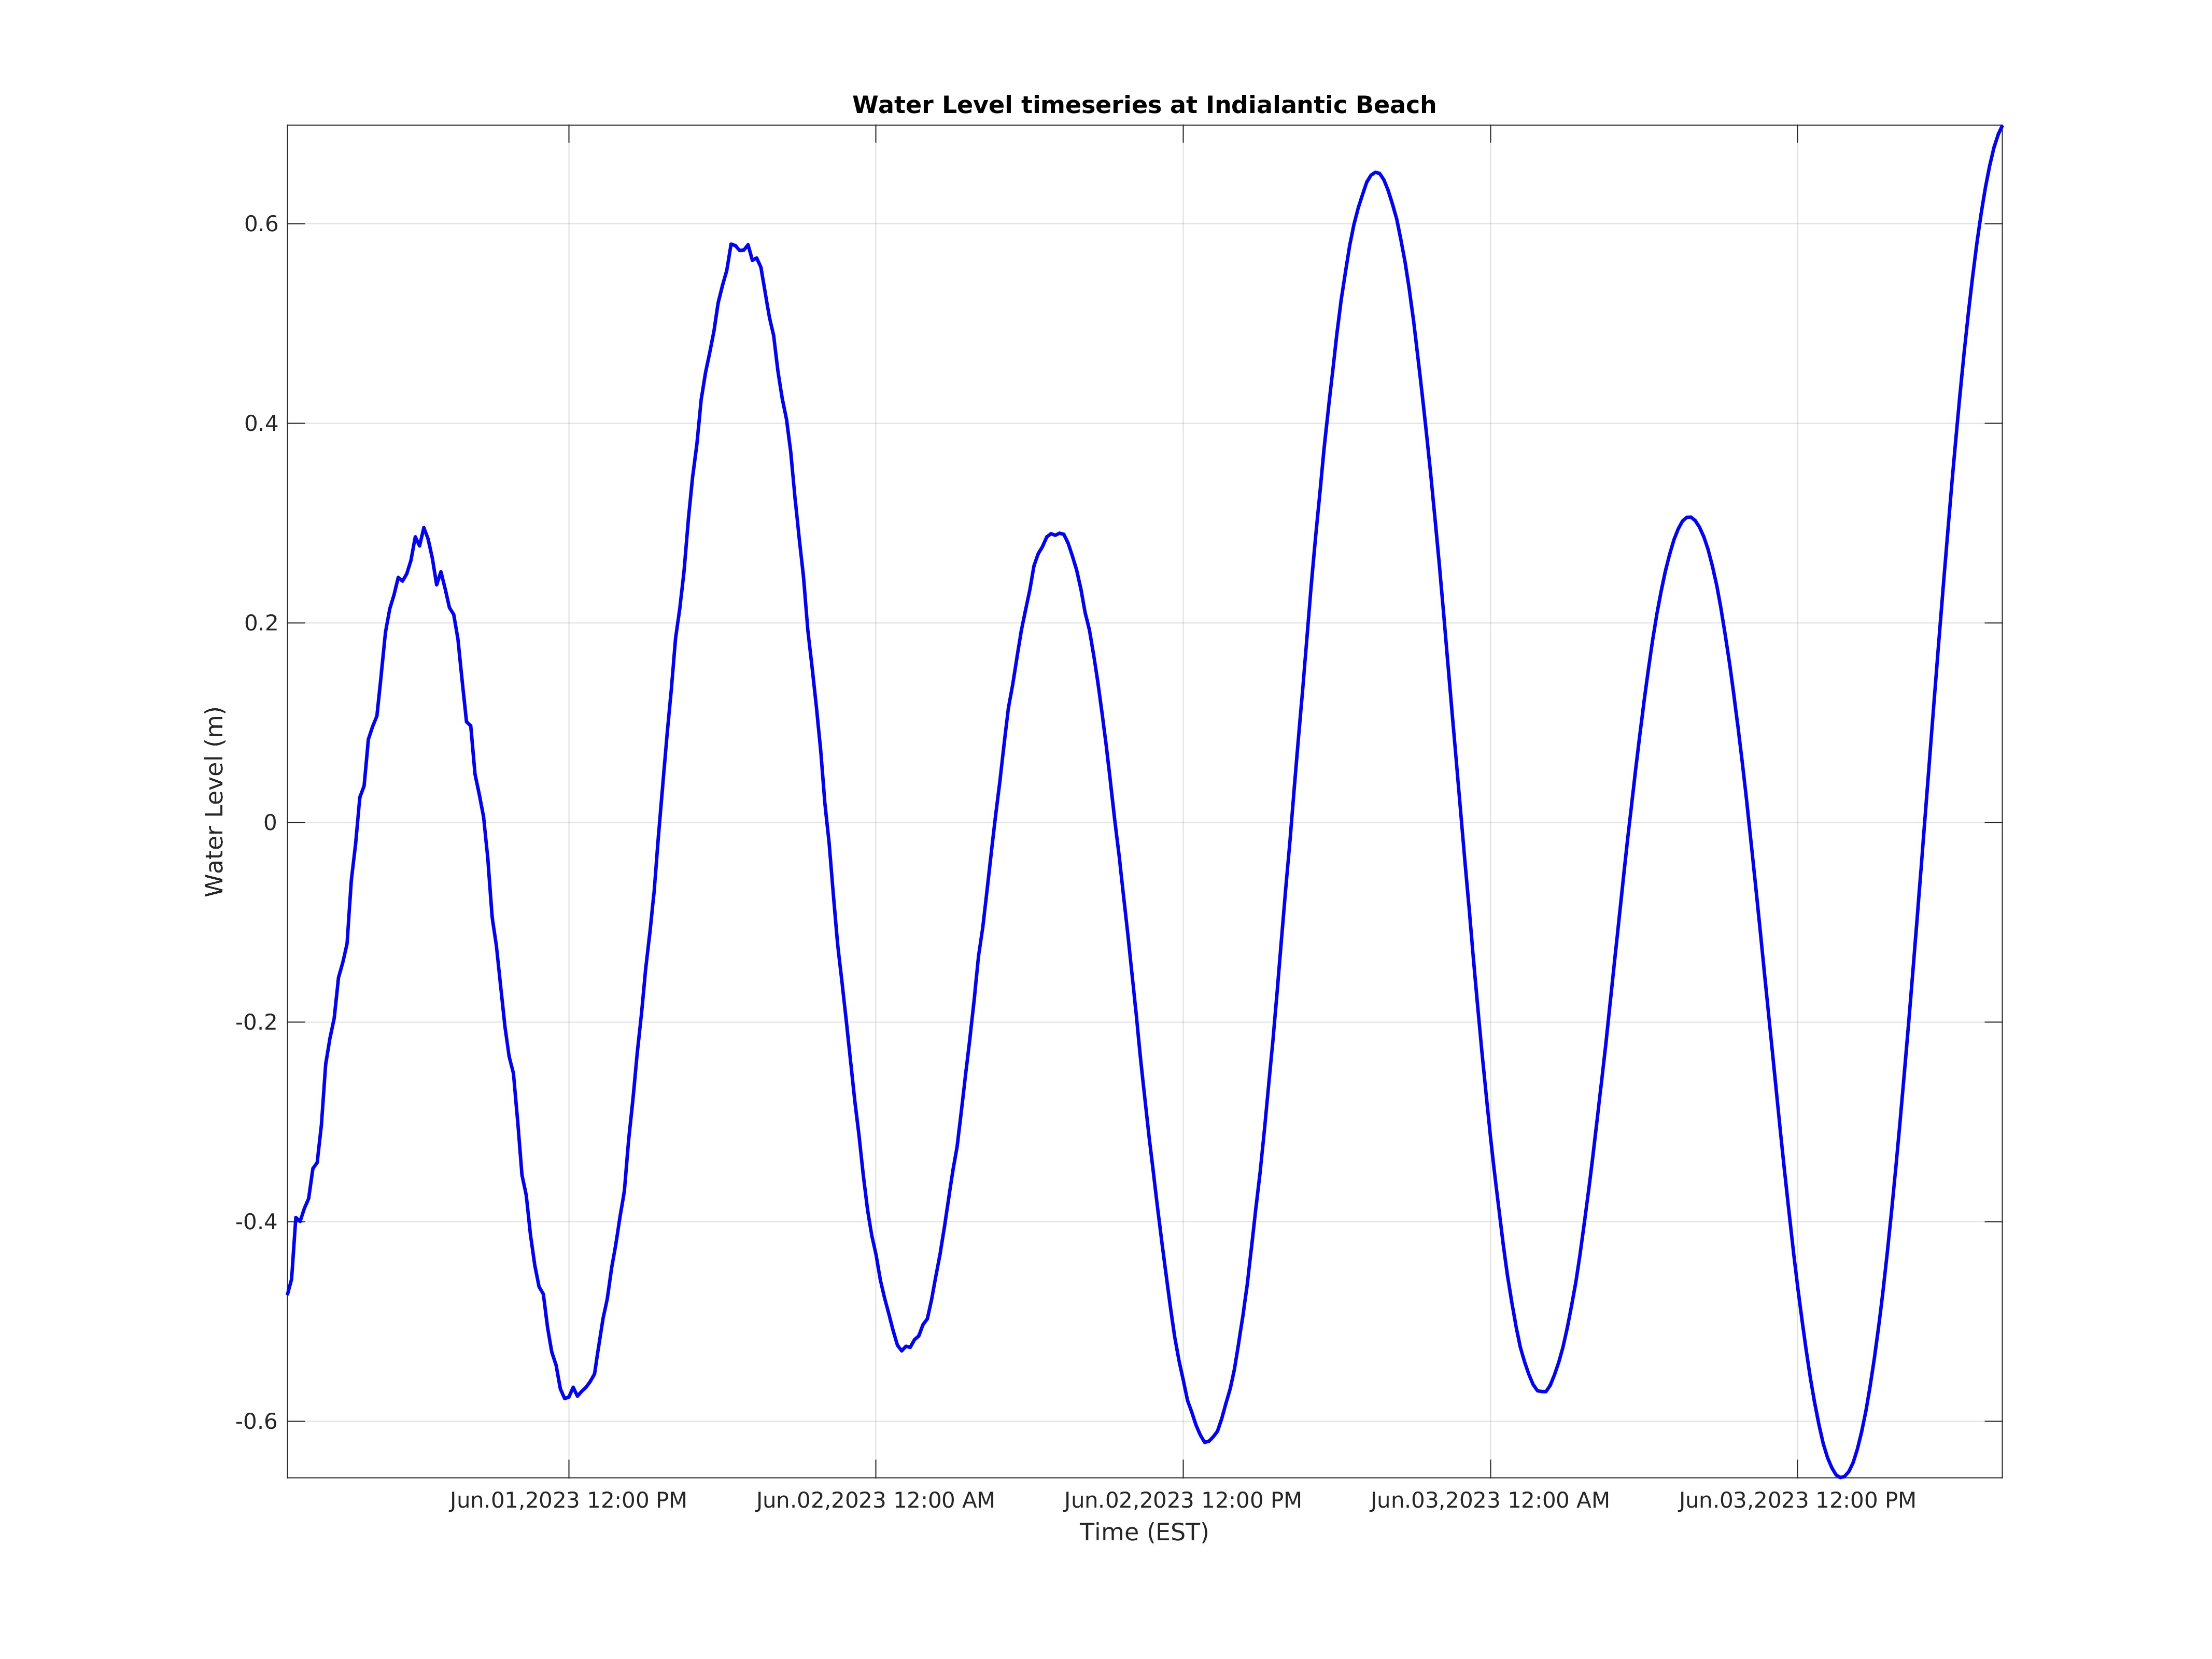 Water Level timeseries at Indialantic Beach
Water Level (m)
0.6
0.4
0.2
0
-0.2
-0.4
-0.6
Jun.01,2023 12:00 PM
Jun.02,2023 12:00 AM
Jun.02,2023 12:00 PM
Jun.03,2023 12:00 AM
Jun.03,2023 12:00 PM
Time (EST)